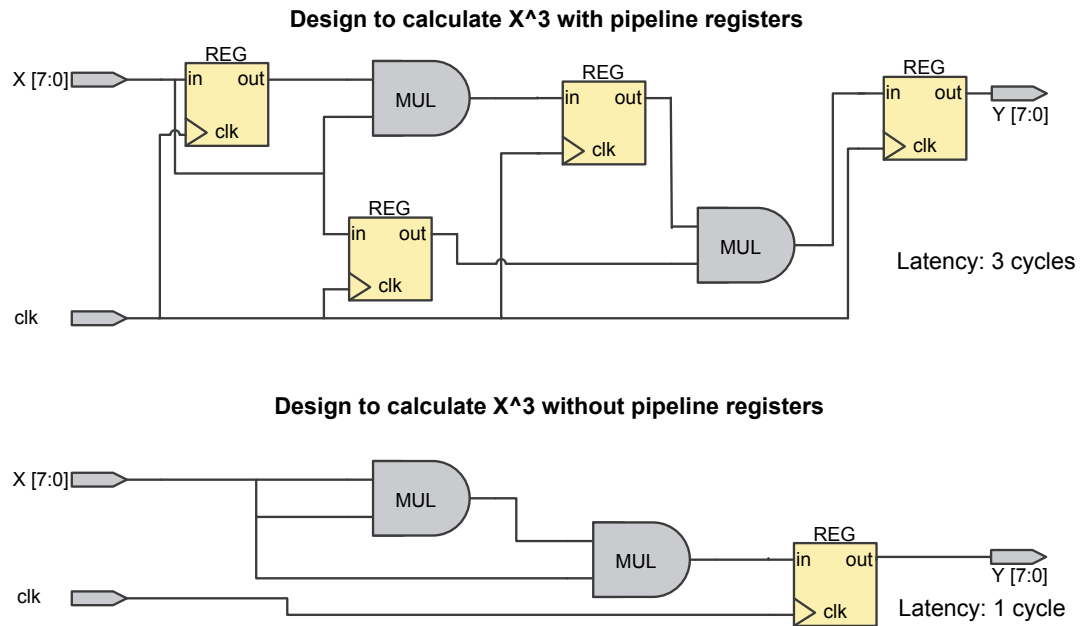 Design to calculate X^3 with pipeline registers
REG
X [7:0]
in out
clk
MUL
REG
in out
clk
REG
in out
clk
Y [7:0]
REG
in out
clk
MUL
Latency: 3 cycles
clk
Design to calculate X^3 without pipeline registers
X [7:0]
MUL
MUL
REG
in out
clk
Y [7:0]
clk
Latency: 1 cycle